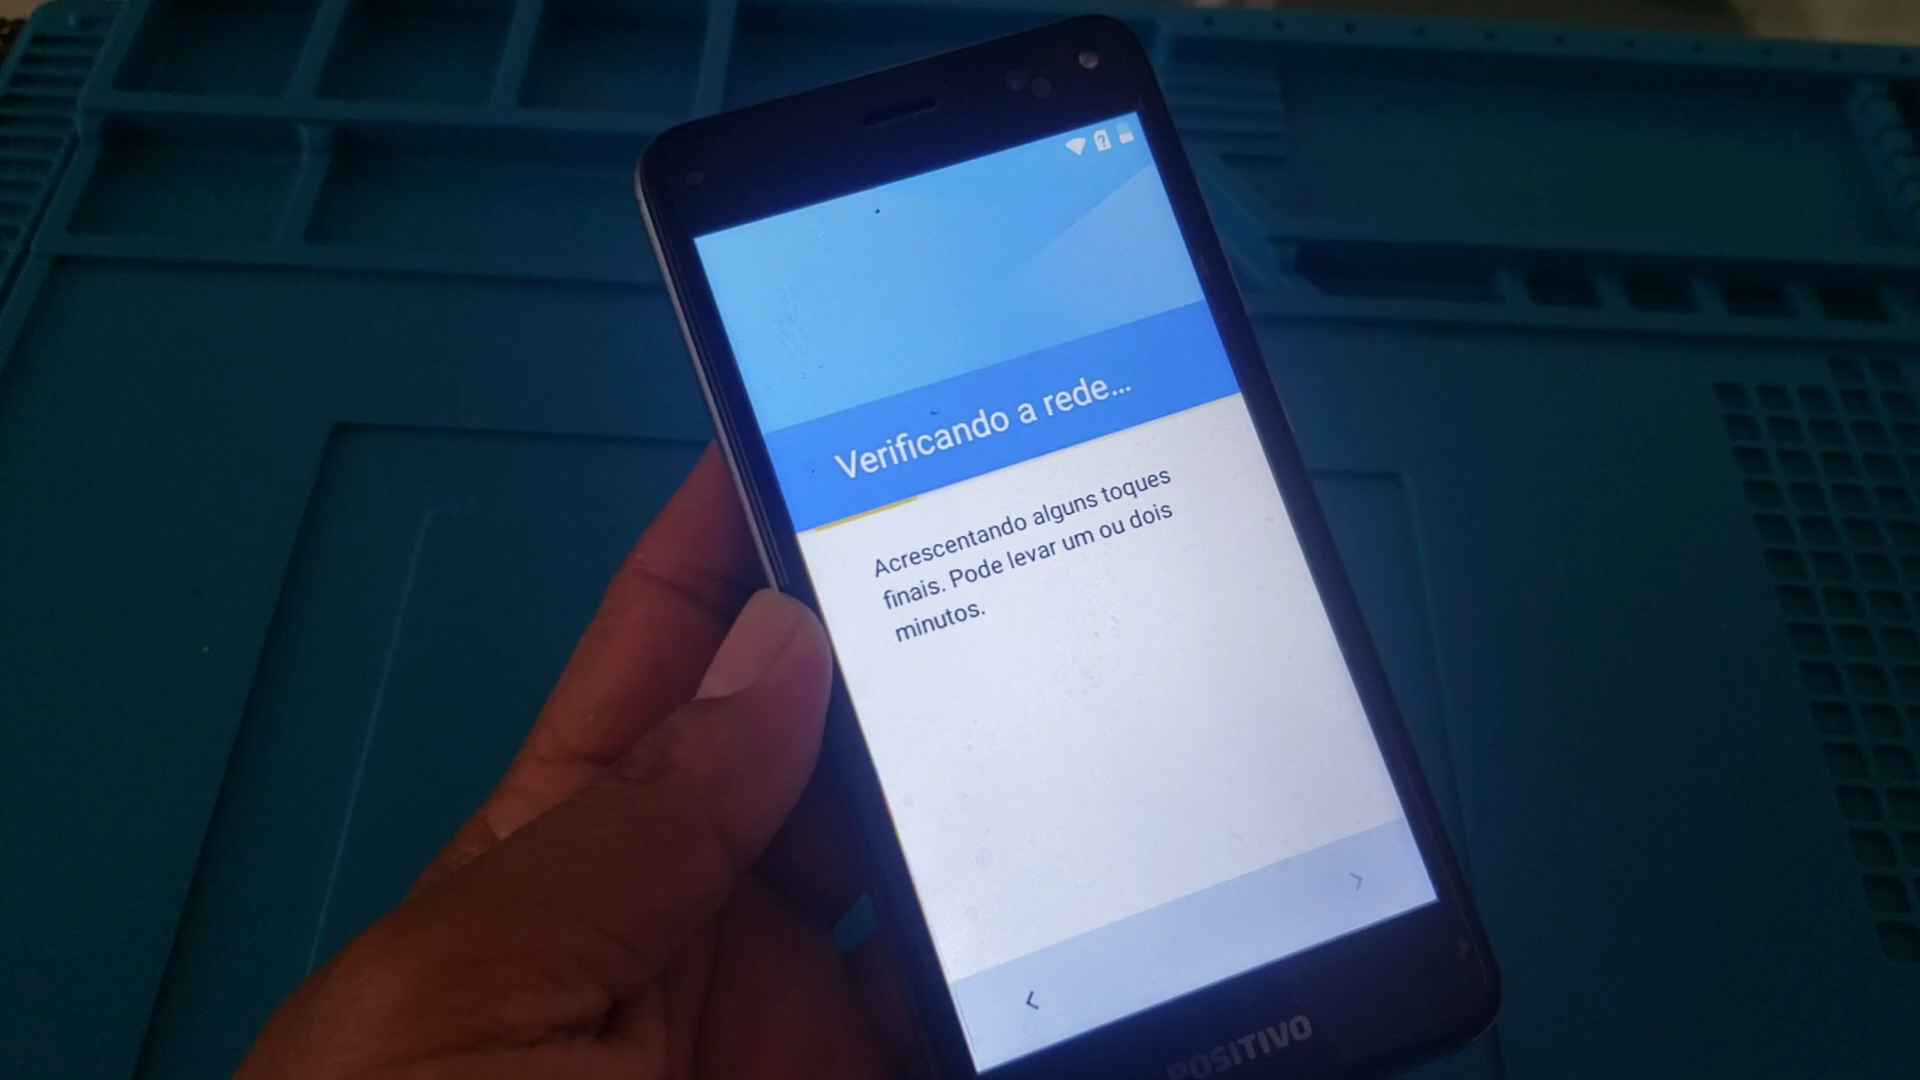 Verificando a rede...
Acrescentando alguns toques
finais. Pode levar um ou dois
minutos.
POSITIVO